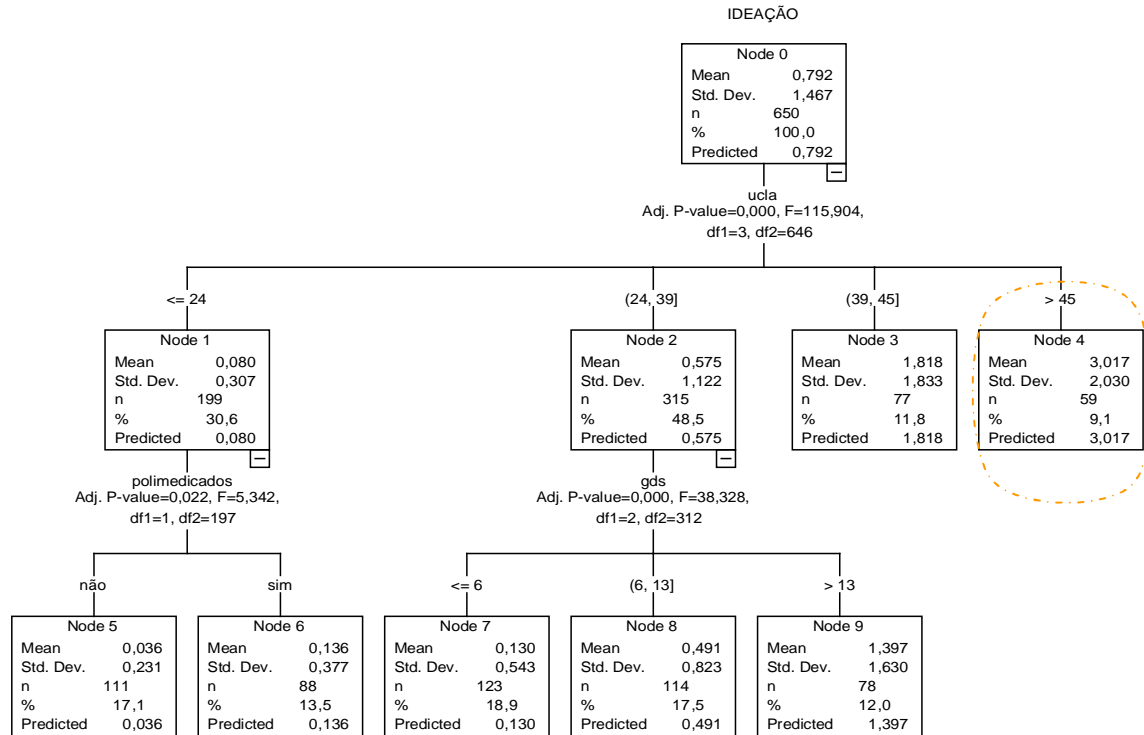 IDEAÇÃO
Node 0
Mean 0,792
Std. Dev. 1,467
n 650
% 100,0
Predicted 0,792
ucla
Adj. P-value=0,000, F=115,904,
df1=3, df2=646
<= 24
(24, 39]
(39, 45]
> 45
Node 1
Mean 0,080
Std. Dev. 0,307
n 199
% 30,6
Predicted 0,080
Node 2
Mean 0,575
Std. Dev. 1,122
n 315
% 48,5
Predicted 0,575
Node 3
Mean 1,818
Std. Dev. 1,833
n 77
% 11,8
Predicted 1,818
Node 4
Mean 3,017
Std. Dev. 2,030
n 59
% 9,1
Predicted 3,017
polimedicados
Adj. P-value=0,022, F=5,342,
df1=1, df2=197
gds
Adj. P-value=0,000, F=38,328,
df1=2, df2=312
não
sim
<= 6
(6, 13]
> 13
Node 5
Mean 0,036
Std. Dev. 0,231
n 111
% 17,1
Predicted 0,036
Node 6
Mean 0,136
Std. Dev. 0,377
n 88
% 13,5
Predicted 0,136
Node 7
Mean 0,130
Std. Dev. 0,543
n 123
% 18,9
Predicted 0,130
Node 8
Mean 0,491
Std. Dev. 0,823
n 114
% 17,5
Predicted 0,491
Node 9
Mean 1,397
Std. Dev. 1,630
n 78
% 12,0
Predicted 1,397